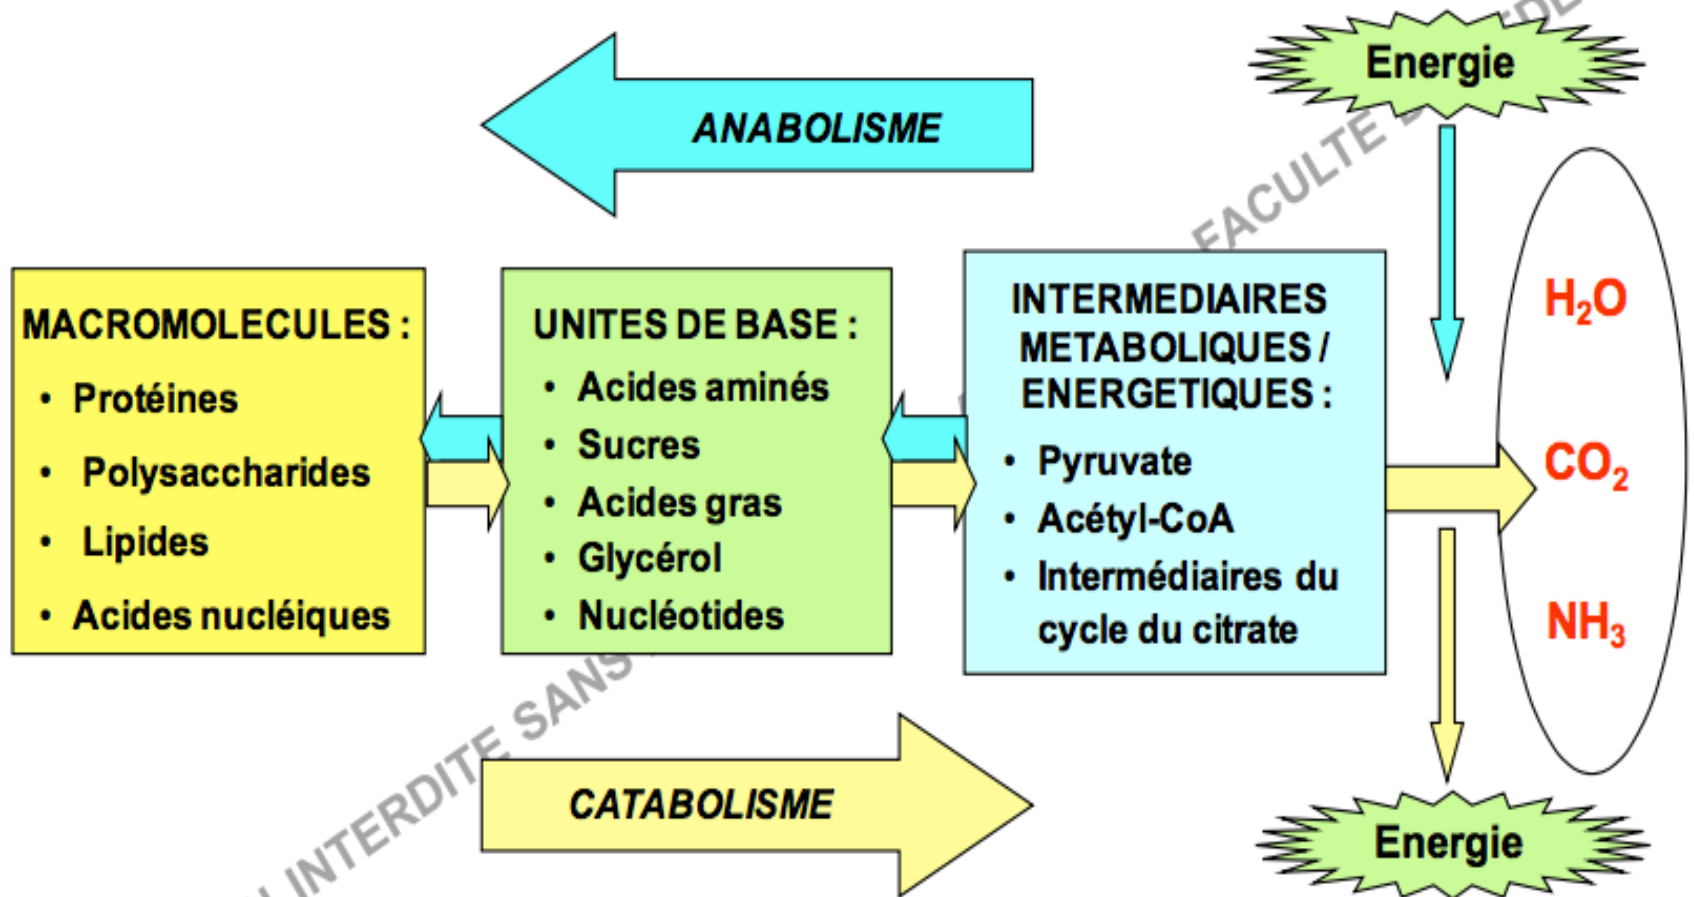 Energie
ANABOLISME
FACULTE
MACROMOLECULES :
• Protéines
• Polysaccharides
• Lipides
• Acides nucléiques
UNITES DE BASE :
• Acides aminés
• Sucres
• Acides gras
• Glycérol
• Nucléotides
INTERMEDIAIRES
METABOLIQUES /
ENERGETIQUES :
• Pyruvate
• Acétyl-CoA
• Intermédiaires du
cycle du citrate
H₂O
CO₂
NH₃
INTERDITE SANS
CATABOLISME
Energie